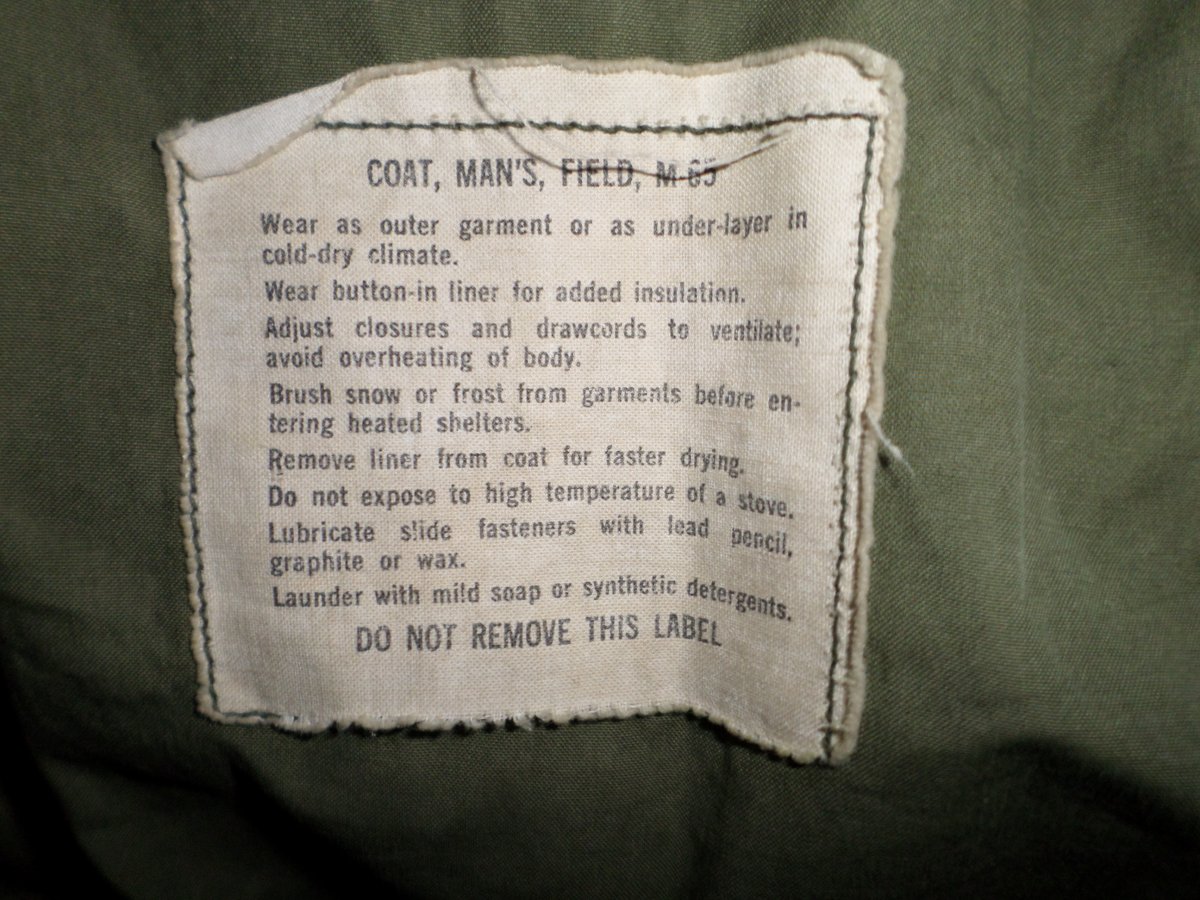 COAT, MAN'S, FIELD, M-65
Wear as outer garment or as under-layer in
cold-dry climate.
Wear button-in liner for added insulation.
Adjust closures and drawcords to ventilate;
avoid overheating of body.
Brush snow or frost from garments before en-
tering heated shelters.
Remove liner from coat for faster drying.
Do not expose to high temperature of a stove.
Lubricate slide fasteners with lead pencil,
graphite or wax.
Launder with mild soap or synthetic detergents.
DO NOT REMOVE THIS LABEL